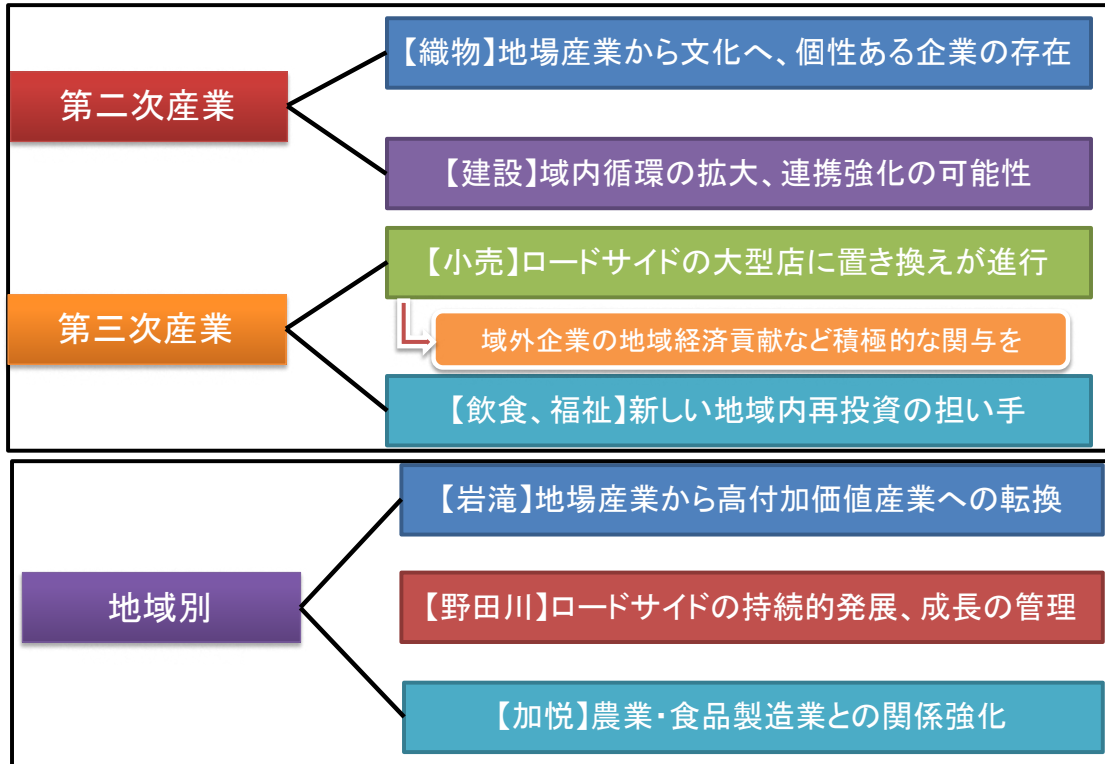 第二次産業
【織物】地場産業から文化へ、個性ある企業の存在
【建設】域内循環の拡大、連携強化の可能性
第三次産業
【小売】ロードサイドの大型店に置き換えが進行
域外企業の地域経済貢献など積極的な関与を
【飲食、福祉】新しい地域内再投資の担い手
地域別
【岩滝】地場産業から高付加価値産業への転換
【野田川】ロードサイドの持続的発展、成長の管理
【加悦】農業・食品製造業との関係強化